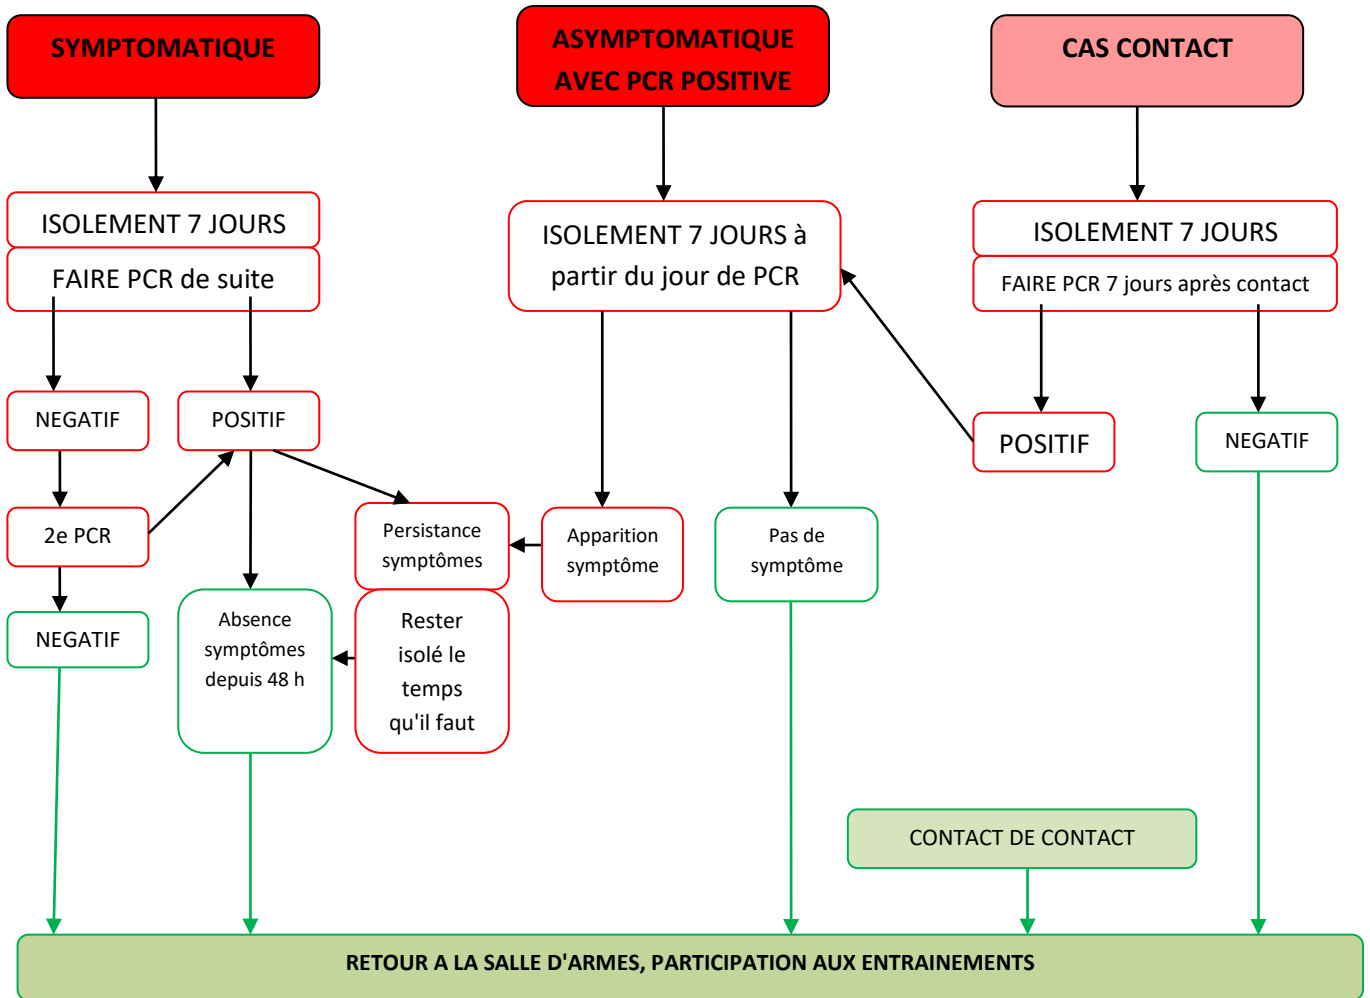 SYMPTOMATIQUE
ASYMPTOMATIQUE
AVEC PCR POSITIVE
CAS CONTACT
ISOLEMENT 7 JOURS
FAIRE PCR de suite
ISOLEMENT 7 JOURS à
partir du jour de PCR
ISOLEMENT 7 JOURS
FAIRE PCR 7 jours après contact
NEGATIF
POSITIF
POSITIF
NEGATIF
2e PCR
Persistance
symptômes
Apparition
symptôme
Pas de
symptôme
NEGATIF
Absence
symptômes
depuis 48 h
Rester
isolé le
temps
qu'il faut
CONTACT DE CONTACT
RETOUR A LA SALLE D'ARMES, PARTICIPATION AUX ENTRAINEMENTS